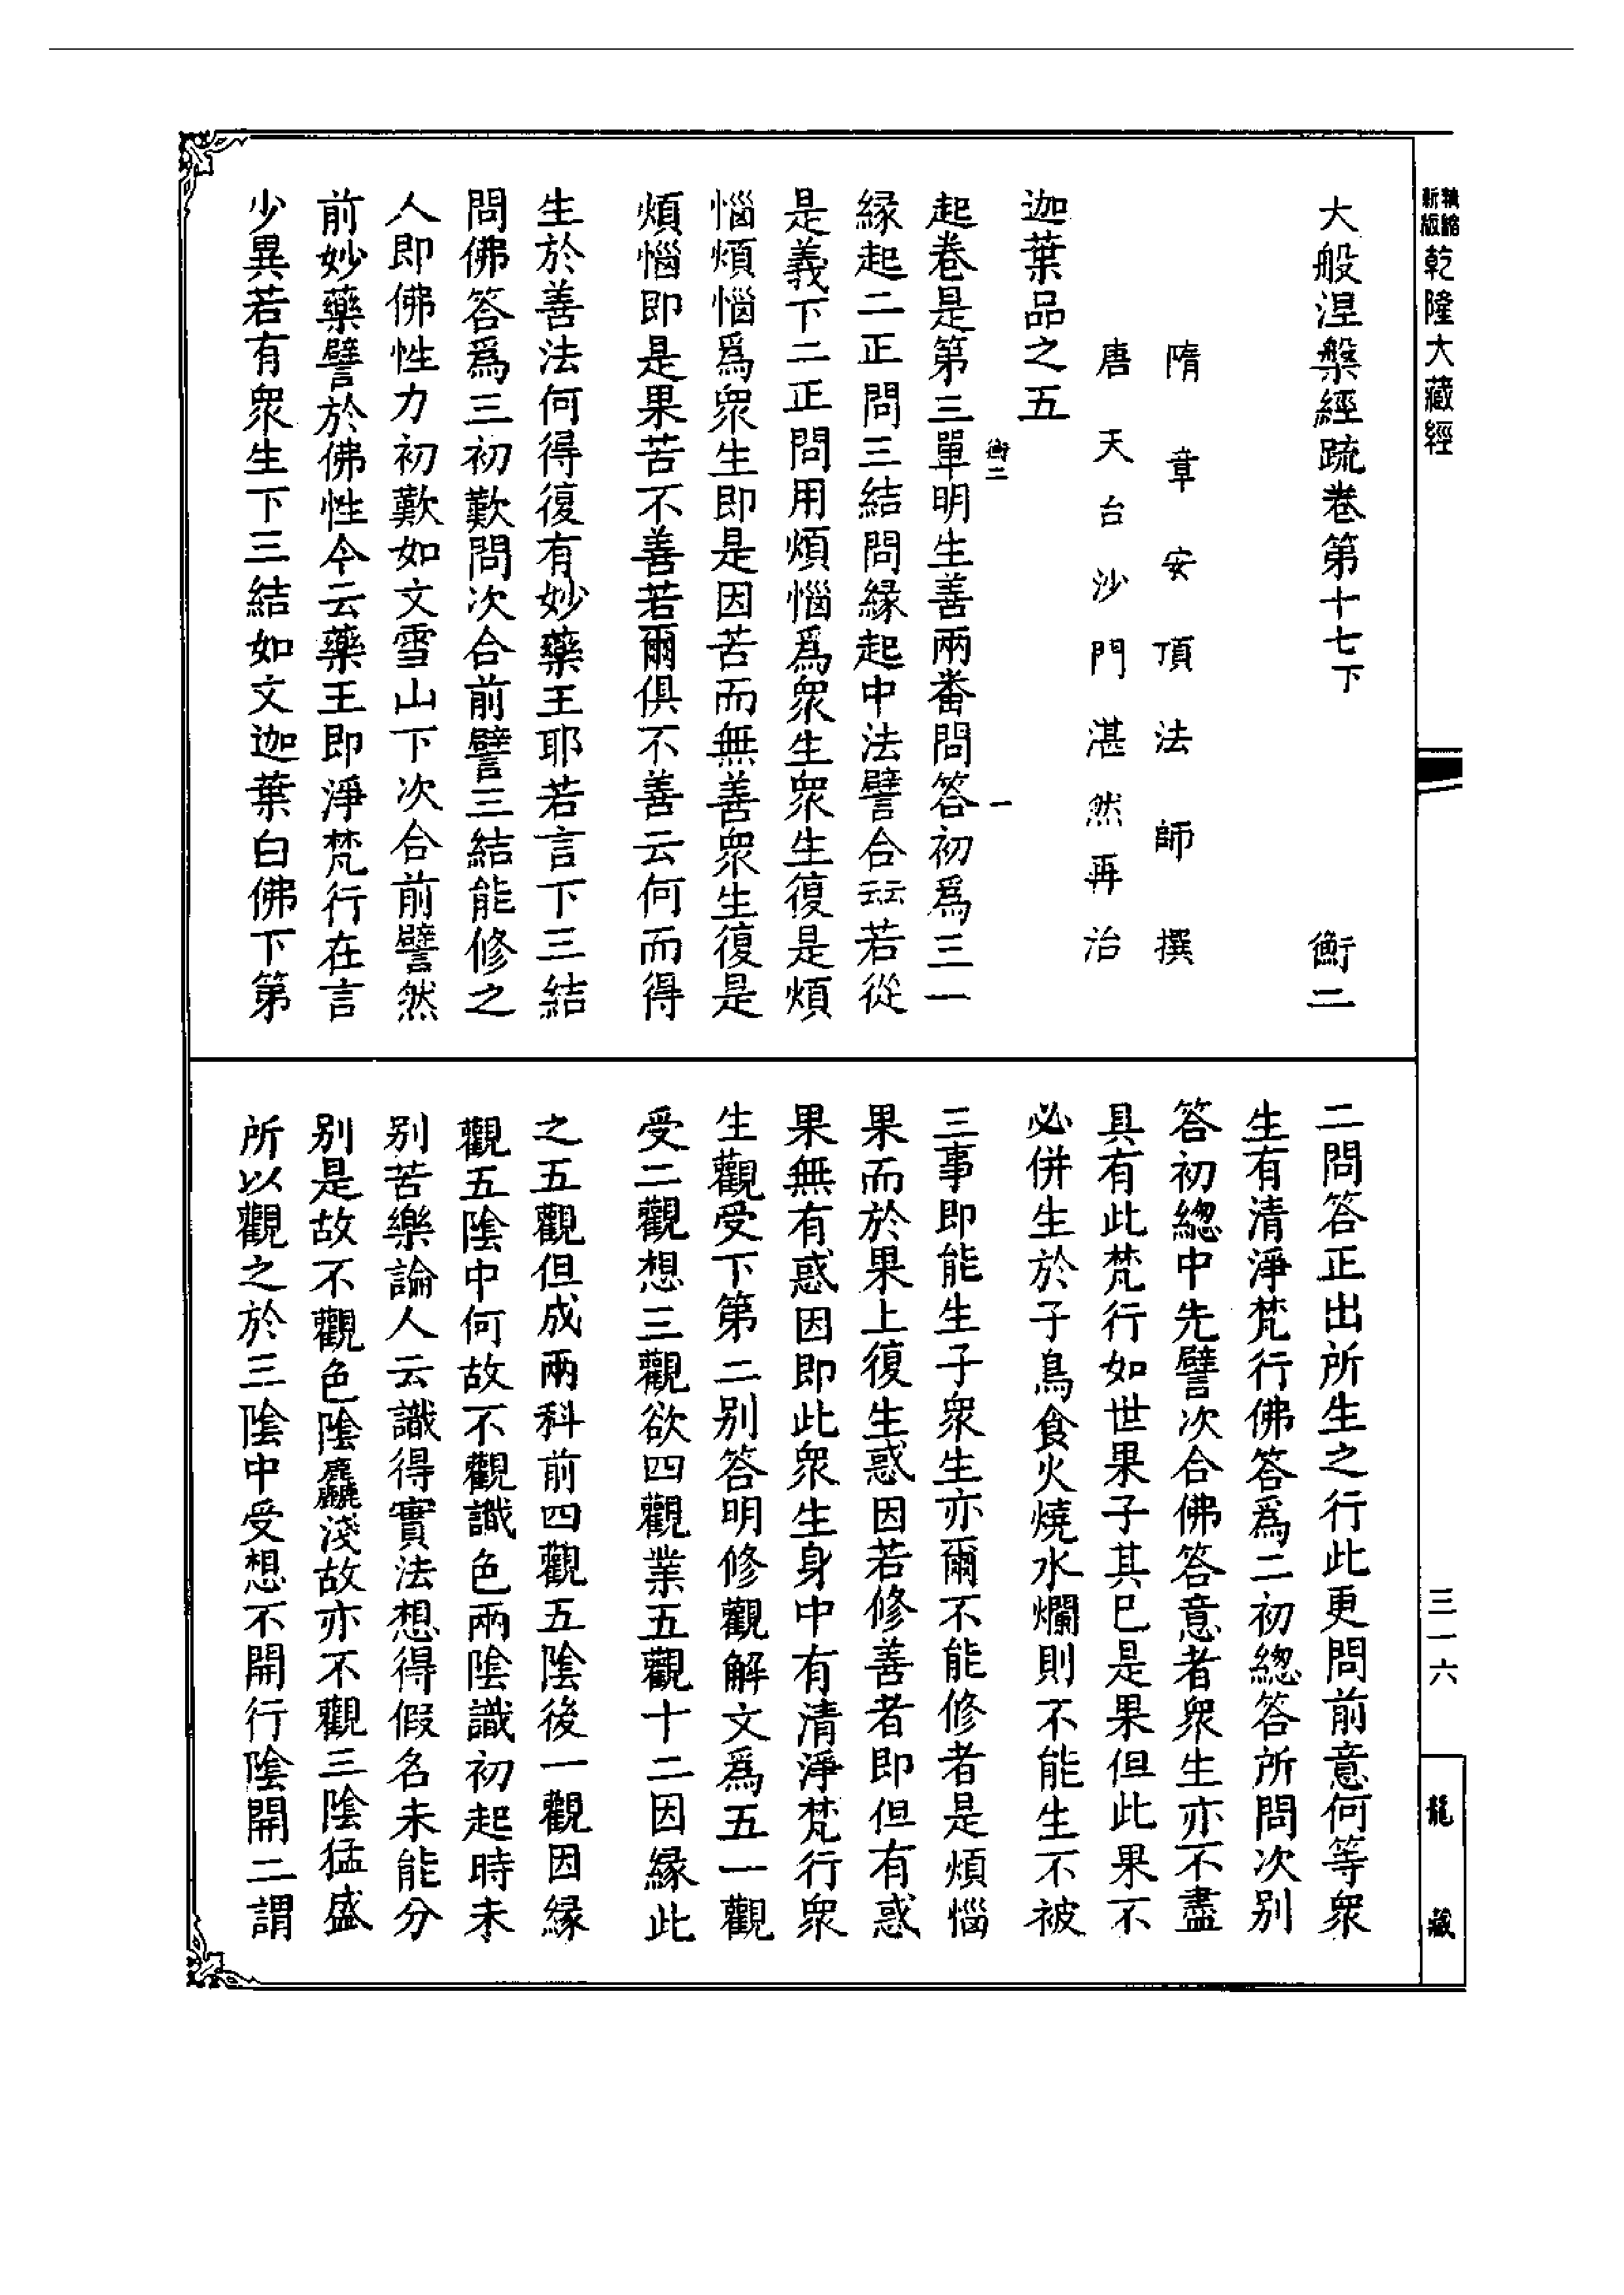 乾隆大藏經
大般涅槃經疏卷第十七下 衡二
隋章安頂法師撰
唐天台沙門湛然再治
迦葉品之五
衡二 一
起卷是第三單明生善兩番問答初爲三一
緣起二正問三結問緣起中法譬合云云若從
是義下二正問用煩惱爲衆生衆生復是煩
惱煩惱爲衆生即是因苦而無善衆生復是
煩惱即是果苦不善若爾俱不善云何而得
生於善法何得復有妙藥王耶若言下三結
問佛答爲三初歎問次合前譬三結能修之
人即佛性力初歎如文雪山下次合前譬然
前妙藥譬於佛性今云藥王即淨梵行在言
少異若有衆生下三結如文迦葉白佛下第
二問答正出所生之行此更問前意何等衆
生有清淨梵行佛答爲二初總答所問次別
答初總中先譬次合佛答意者衆生亦不盡
具有此梵行如世果子其已是果但此果不
必併生於子鳥食火燒水爛則不能生不被
三事即能生子衆生亦爾不能修者是煩惱
果而於果上復生惑因若修善者即但有惑
果無有惑因即此衆生身中有清淨梵行衆
生觀受下第二別答明修觀解文爲五一觀
受二觀想三觀欲四觀業五觀十二因緣此
之五觀但成兩科前四觀五陰後一觀因緣
觀五陰中何故不觀識色兩陰識初起時未
別苦樂論人云識得實法想得假名未能分
別是故不觀色陰麤淺故亦不觀三陰猛盛
所以觀之於三陰中受想不開行陰開二謂
三一六
龍藏